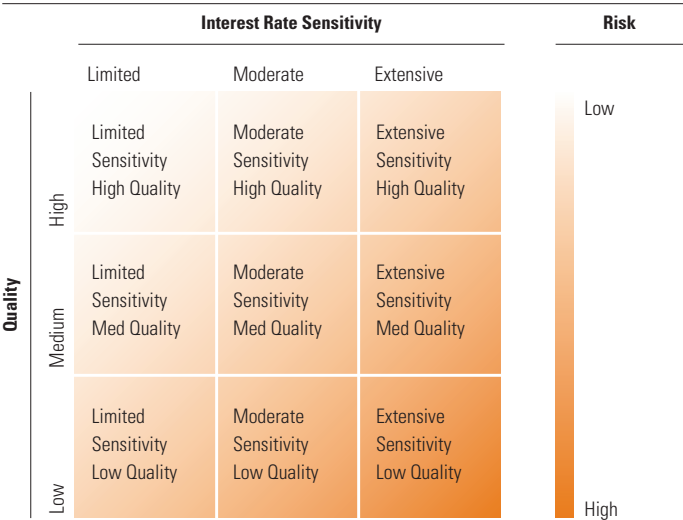 Interest Rate Sensitivity
Risk
Limited
Moderate
Extensive
Low
Quality
High
Limited
Sensitivity
High Quality
Moderate
Sensitivity
High Quality
Extensive
Sensitivity
High Quality
Medium
Limited
Sensitivity
Med Quality
Moderate
Sensitivity
Med Quality
Extensive
Sensitivity
Med Quality
Low
Limited
Sensitivity
Low Quality
Moderate
Sensitivity
Low Quality
Extensive
Sensitivity
Low Quality
High